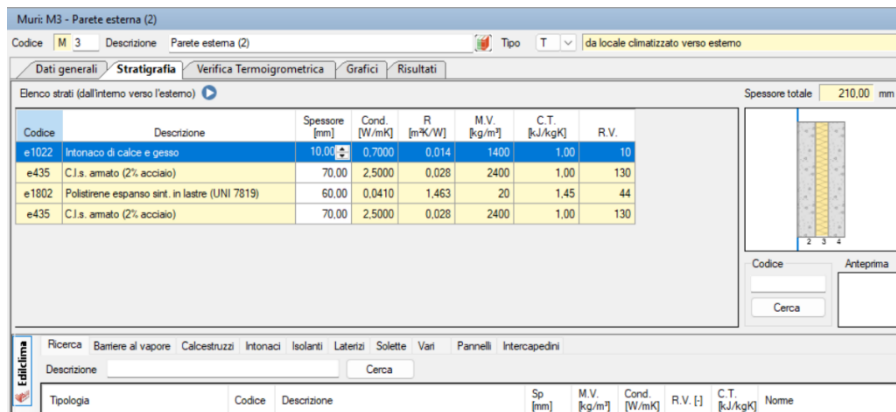 Muri: M3 - Parete esterna (2)
Codice M 3 Descrizione Parete esterna (2) Tipo T da locale climatizzato verso esterno
Dati generali Stratigrafia Verifica Termoigrometrica Grafici Risultati
Elenco strati (dall'interno verso l'esterno) Spessore totale 210,00 mm
Codice Descrizione Spessore [mm] Cond. [W/mK] R [m²K/W] M.V. [kg/m³] C.T. [kJ/kgK] R.V.
e1022 Intonaco di calce e gesso 10,00 0,7000 0,014 1400 1,00 10
e435 C.l.s. armato (2% acciaio) 70,00 2,5000 0,028 2400 1,00 130
e1802 Polistirene espanso sint. in lastre (UNI 7819) 60,00 0,0410 1,463 20 1,45 44
e435 C.l.s. armato (2% acciaio) 70,00 2,5000 0,028 2400 1,00 130
2 3 4
Codice Anteprima
Cerca
Edilclima
Ricerca Barriere al vapore Calcestruzzi Intonaci Isolanti Laterizi Solette Vari Pannelli Intercapedini
Descrizione Cerca
Tipologia Codice Descrizione Sp [mm] M.V. [kg/m³] Cond. [W/mK] R.V. [-] C.T. [kJ/kgK] Norme